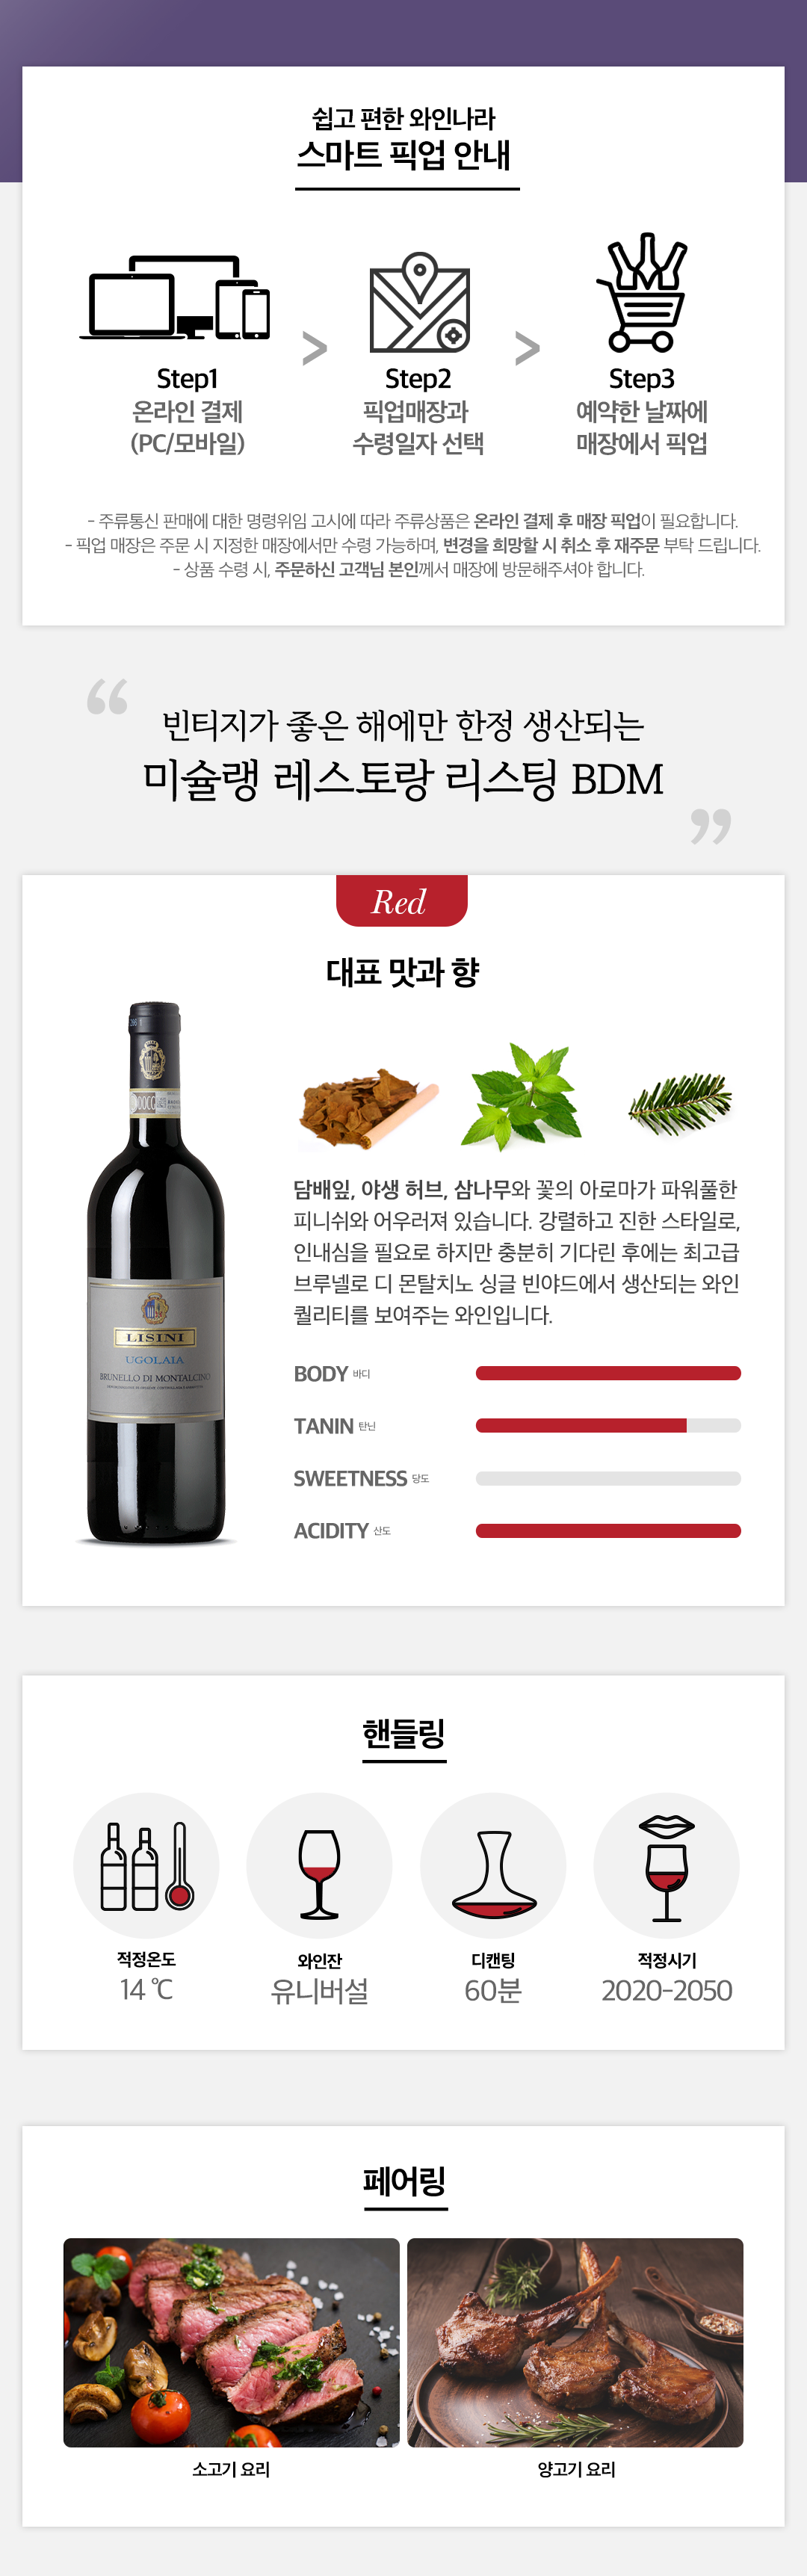 쉽고 편한 와인나라
스마트 픽업 안내
Step1
온라인 결제
(PC/모바일)
>
Step2
픽업매장과
수령일자 선택
>
Step3
예약한 날짜에
매장에서 픽업
- 주류통신 판매에 대한 명령위임 고시에 따라 주류상품은 온라인 결제 후 매장 픽업이 필요합니다.
- 픽업 매장은 주문 시 지정한 매장에서만 수령 가능하며, 변경을 희망할 시 취소 후 재주문 부탁 드립니다.
- 상품 수령 시, 주문하신 고객님 본인께서 매장에 방문해주셔야 합니다.
“
빈티지가 좋은 해에만 한정 생산되는
미슐랭 레스토랑 리스팅 BDM
”
Red
대표 맛과 향
담배잎, 야생 허브, 삼나무와 꽃의 아로마가 파워풀한
피니쉬와 어우러져 있습니다. 강렬하고 진한 스타일로,
인내심을 필요로 하지만 충분히 기다린 후에는 최고급
브루넬로 디 몬탈치노 싱글 빈야드에서 생산되는 와인
퀄리티를 보여주는 와인입니다.
LISINI
UGOLAIA
BRUNELLO DI MONTALCINO
BODY 바디
TANIN 탄닌
SWEETNESS 당도
ACIDITY 산도
핸들링
적정온도
14 ℃
와인잔
유니버설
디캔팅
60분
적정시기
2020-2050
페어링
소고기 요리
양고기 요리